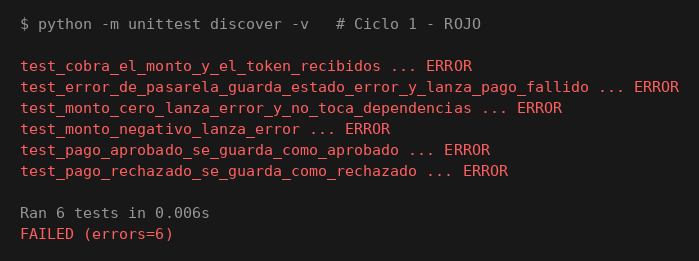 $ python -m unittest discover -v   # Ciclo 1 - ROJO
test_cobra_el_monto_y_el_token_recibidos ... ERROR
test_error_de_pasarela_guarda_estado_error_y_lanza_pago_fallido ... ERROR
test_monto_cero_lanza_error_y_no_toca_dependencias ... ERROR
test_monto_negativo_lanza_error ... ERROR
test_pago_aprobado_se_guarda_como_aprobado ... ERROR
test_pago_rechazado_se_guarda_como_rechazado ... ERROR
Ran 6 tests in 0.006s
FAILED (errors=6)